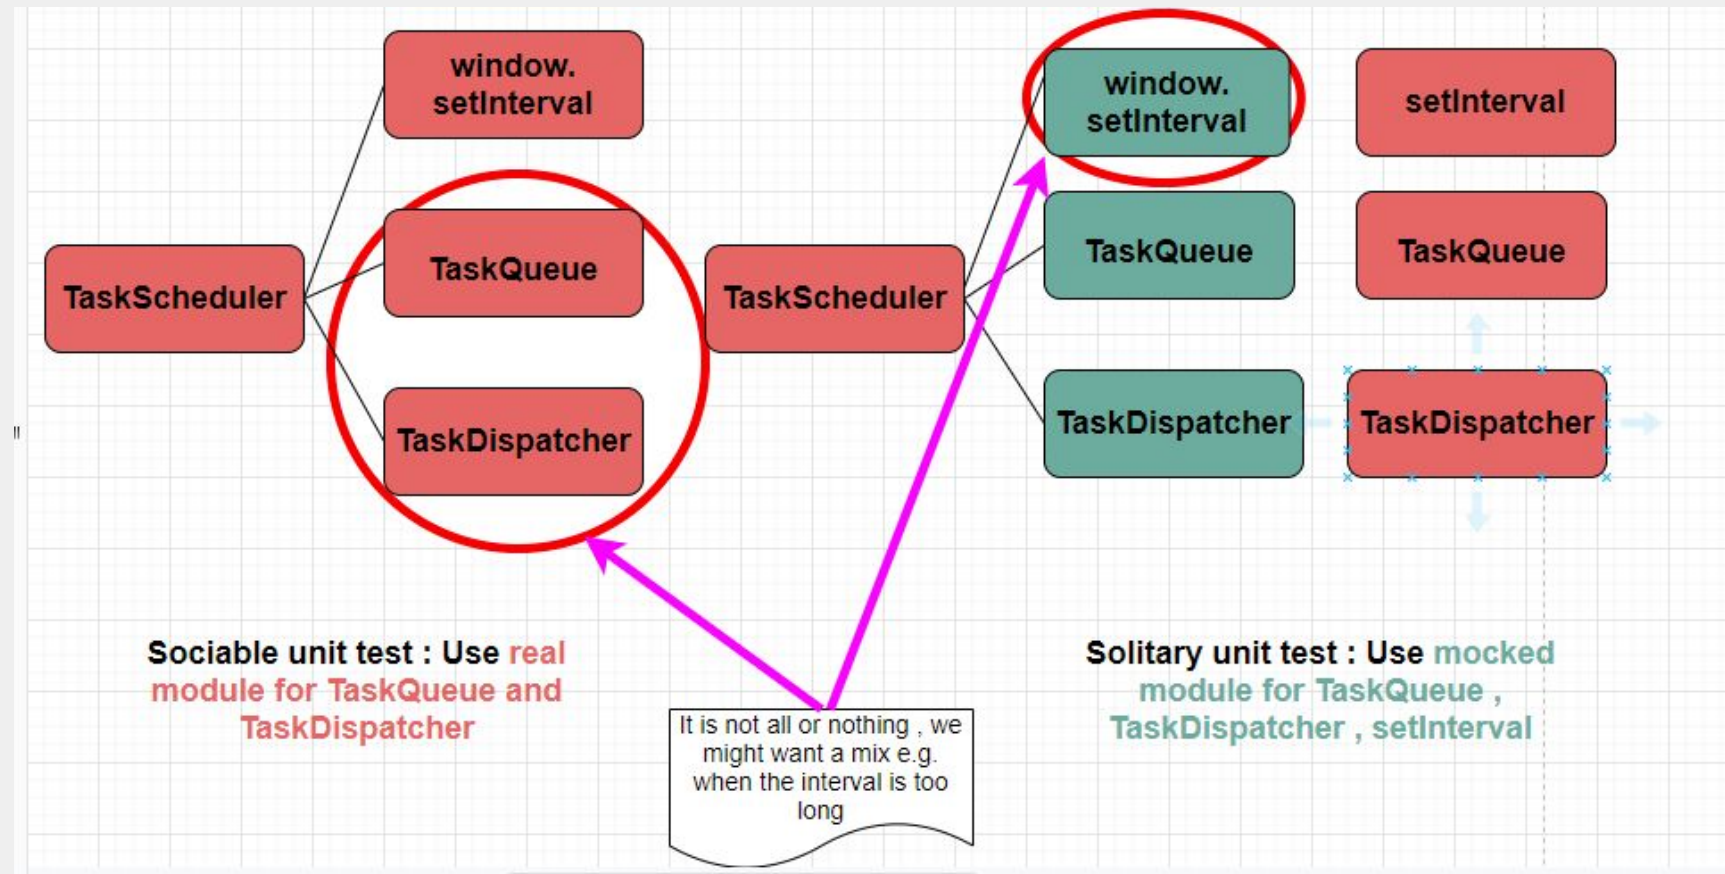 window.
setInterval
TaskQueue
TaskScheduler
TaskDispatcher
window.
setInterval
setInterval
TaskQueue
TaskQueue
TaskScheduler
TaskDispatcher
TaskDispatcher
"
Sociable unit test : Use real
module for TaskQueue and
TaskDispatcher
Solitary unit test : Use mocked
module for TaskQueue ,
TaskDispatcher , setInterval
It is not all or nothing , we
might want a mix e.g.
when the interval is too
long